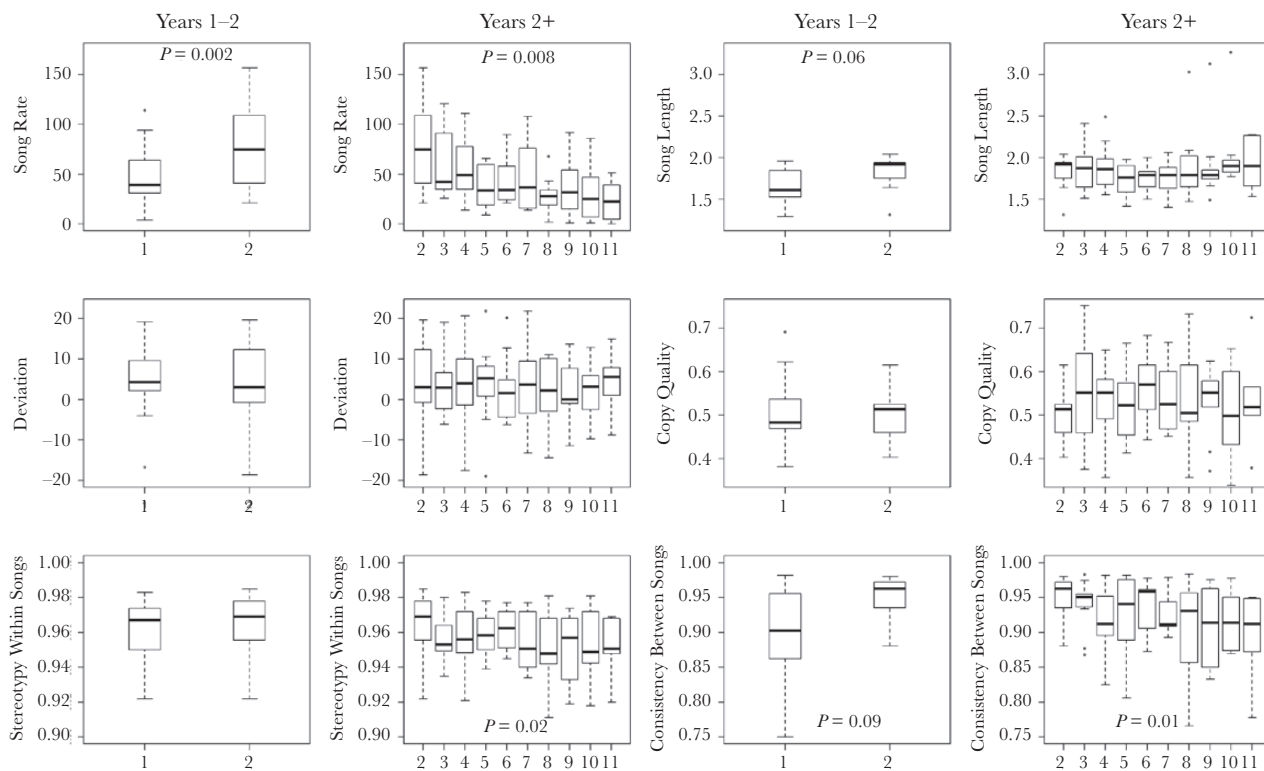 Years 1–2
Years 2+
Years 1–2
Years 2+
Song Rate
150
100
50
0
P = 0.002
1 2
Song Rate
150
100
50
0
P = 0.008
2 3 4 5 6 7 8 9 10 11
Song Length
3.0
2.5
2.0
1.5
P = 0.06
1 2
Song Length
3.0
2.5
2.0
1.5
2 3 4 5 6 7 8 9 10 11
Deviation
20
10
0
–10
–20
1 2
Deviation
20
10
0
–10
–20
2 3 4 5 6 7 8 9 10 11
Copy Quality
0.7
0.6
0.5
0.4
1 2
Copy Quality
0.7
0.6
0.5
0.4
2 3 4 5 6 7 8 9 10 11
Stereotypy Within Songs
1.00
0.98
0.96
0.94
0.92
0.90
1 2
Stereotypy Within Songs
1.00
0.98
0.96
0.94
0.92
0.90
P = 0.02
2 3 4 5 6 7 8 9 10 11
Consistency Between Songs
1.00
0.95
0.90
0.85
0.80
0.75
P = 0.09
1 2
Consistency Between Songs
1.00
0.95
0.90
0.85
0.80
0.75
P = 0.01
2 3 4 5 6 7 8 9 10 11